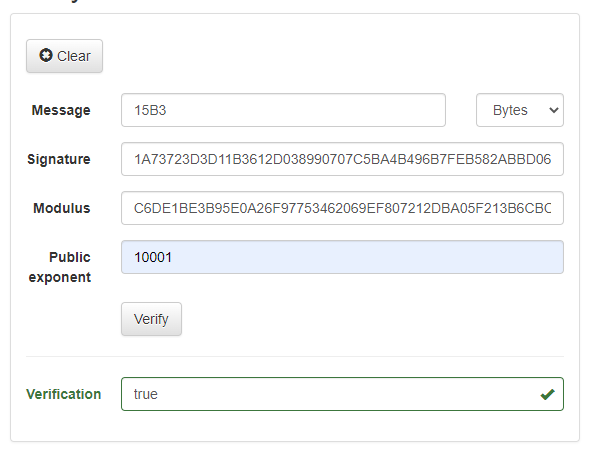 Clear
Message 15B3 Bytes
Signature 1A73723D3D11B3612D038990707C5BA4B496B7FEB582ABBD06
Modulus C6DE1BE3B95E0A26F97753462069EF807212DBA05F213B6CBC
Public exponent 10001
Verify
Verification true